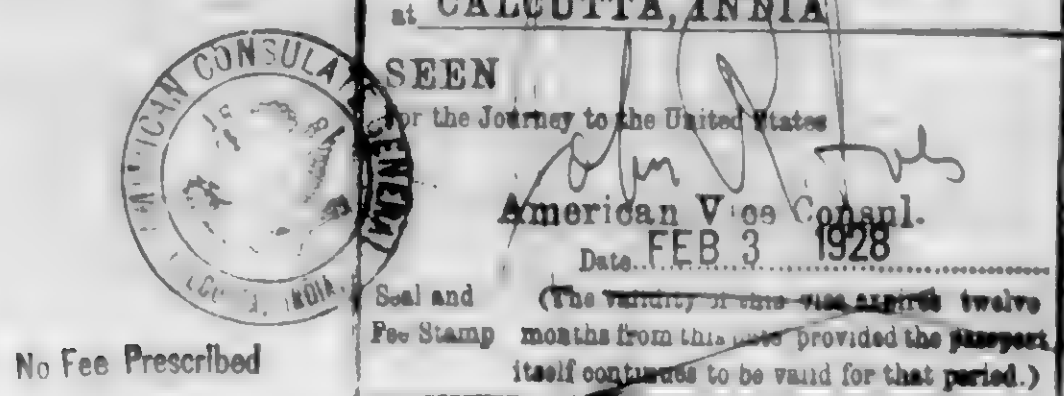 at CALCUTTA, INDIA
SEEN
For the Journey to the United States
American Vice Consul.
Date FEB 3 1928
Seal and (The validity of this visa expires twelve
Fee Stamp months from this date provided the passport
itself continues to be valid for that period.)
AMERICAN CONSULATE GENERAL
CALCUTTA, INDIA.
No Fee Prescribed